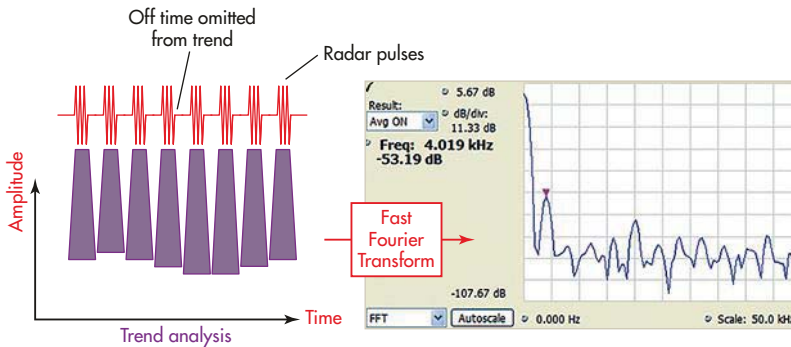 Off time omitted
from trend
Radar pulses
Amplitude
Time
Trend analysis
Fast
Fourier
Transform
5.67 dB
Result:
Avg ON
dB/div:
11.33 dB
Freq: 4.019 kHz
-53.19 dB
-107.67 dB
FFT
Autoscale
0.000 Hz
Scale: 50.0 kHz